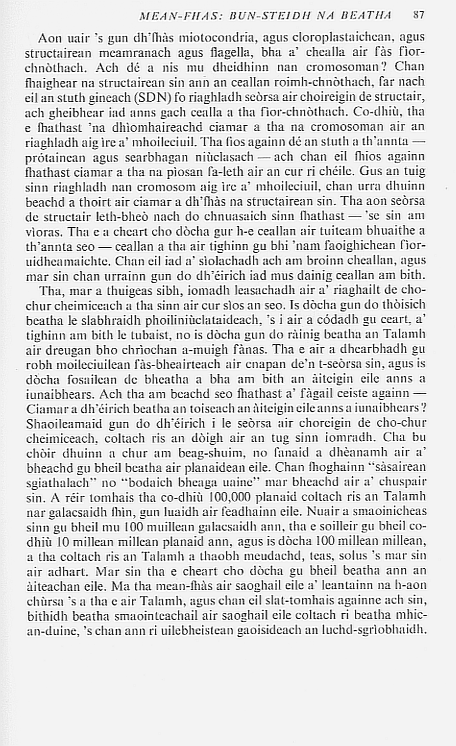 MEAN-FHAS: BUN-STEIDH NA BEATHA 87
Aon uair 's gun dh'fhàs miotocondria, agus cloroplastaichean, agus
structairean meamranach agus flagella, bha a' chealla air fàs fìor-
chnòthach. Ach dé a nis mu dheidhinn nan cromosoman? Chan
fhaighear na structairean sin ann an ceallan roimh-chnòthach, far nach
eil an stuth gineach (SDN) fo riaghladh seòrsa air choireigin de structair,
ach gheibhear iad anns gach cealla a tha fìor-chnòthach. Co-dhiù, tha
e fhathast 'na dhìomhaireachd ciamar a tha na cromosoman air an
riaghladh aig ìre a' mhoileciuil. Tha fios againn dé an stuth a th'annta —
pròtainean agus searbhagan niùclasach — ach chan eil fhios againn
fhathast ciamar a tha na pìosan fa-leth air an cur ri chéile. Gus an tuig
sinn riaghladh nan cromosom aig ìre a' mhoileciuil, chan urra dhuinn
beachd a thoirt air ciamar a dh'fhàs na structairean sin. Tha aon seòrsa
de structair leth-bheò nach do chnuasaich sinn fhathast — 'se sin am
vìoras. Tha e a cheart cho dòcha gur h-e ceallan air tuiteam bhuaithe a
th'annta seo — ceallan a tha air tighinn gu bhi 'nam faoighichean fìor-
uidheamaichte. Chan eil iad a' sìolachadh ach am broinn cheallan, agus
mar sin chan urrainn gun do dh'éirich iad mus dainig ceallan am bith.
Tha, mar a thuigeas sibh, iomadh leasachadh air a' riaghailt de cho-
chur cheimiceach a tha sinn air cur sìos an seo. Is dòcha gun do thòisich
beatha le slabhraidh phoiliniùclataideach, 's i air a còdadh gu ceart, a'
tighinn am bith le tubaist, no is dòcha gun do ràinig beatha an Talamh
air dreugan bho chrìochan a-muigh fànas. Tha e air a dhearbhadh gu
robh moileciuilean fàs-bheairteach air cnapan de'n t-seòrsa sin, agus is
dòcha fosailean de bheatha a bha am bith an àiteigin eile anns a
iunaibhears. Ach tha am beachd seo fhathast a' fàgail ceiste againn —
Ciamar a dh'éirich beatha an toiseach an àiteigin eile anns a iunaibhears?
Shaoileamaid gun do dh'éirich i le seòrsa air choreigin de cho-chur
cheimiceach, coltach ris an dòigh air an tug sinn iomradh. Cha bu
chòir dhuinn a chur am beag-shuim, no fanaid a dhèanamh air a'
bheachd gu bheil beatha air planaidean eile. Chan fhoghainn "sàsairean
sgiathalach" no "bodaich bheaga uaine" mar bheachd air a' chuspair
sin. A réir tomhais tha co-dhiù 100,000 planaid coltach ris an Talamh
nar galacsaidh fhìn, gun luaidh air feadhainn eile. Nuair a smaoinicheas
sinn gu bheil mu 100 muillean galacsaidh ann, tha e soilleir gu bheil co-
dhiù 10 millean millean planaid ann, agus is dòcha 100 millean millean,
a tha coltach ris an Talamh a thaobh meudachd, teas, solus 's mar sin
air adhart. Mar sin tha e cheart cho dòcha gu bheil beatha ann an
àiteachan eile. Ma tha mean-fhàs air saoghail eile a' leantainn na h-aon
chùrsa 's a tha e air Talamh, agus chan eil slat-tomhais againne ach sin,
bithidh beatha smaointeachail air saoghail eile coltach ri beatha mhic-
an-duine, 's chan ann ri uilebheistean gaoisideach an luchd-sgrìobhaidh.